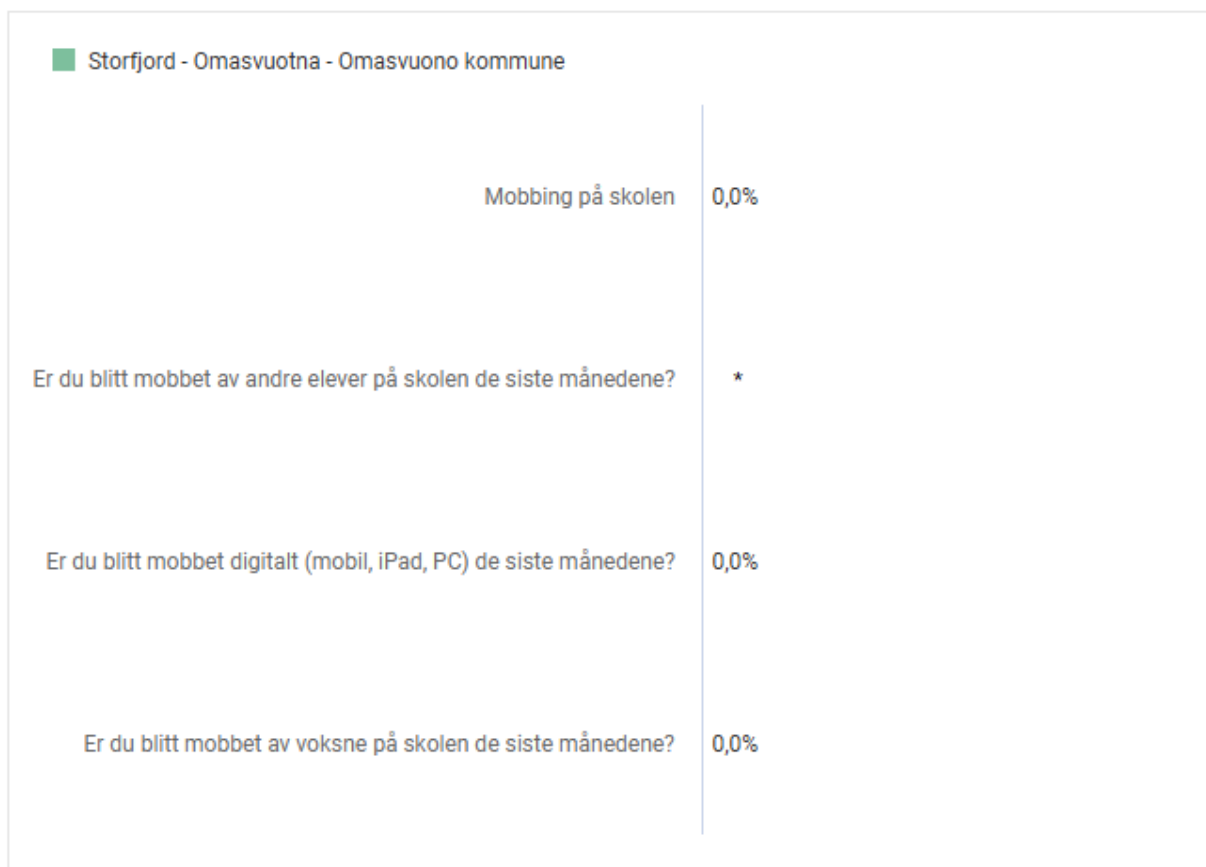 Storfjord - Omasvuotna - Omasvuono kommune
Mobbing på skolen 0,0%
Er du blitt mobbet av andre elever på skolen de siste månedene? *
Er du blitt mobbet digitalt (mobil, iPad, PC) de siste månedene? 0,0%
Er du blitt mobbet av voksne på skolen de siste månedene? 0,0%